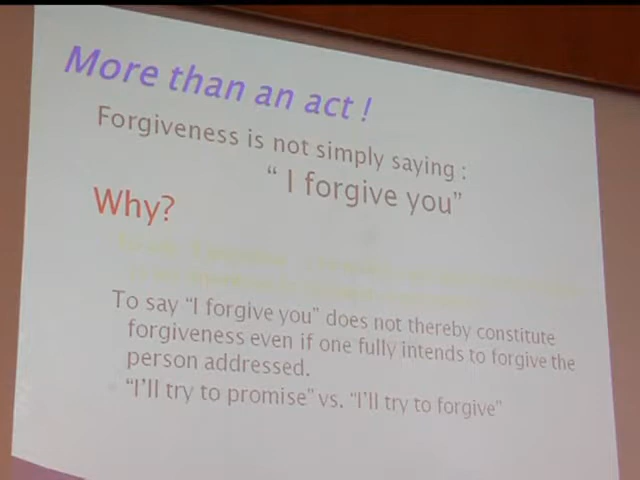 More than an act !
Forgiveness is not simply saying :
“ I forgive you”
Why?
To say “I forgive you” does not thereby constitute
forgiveness even if one fully intends to forgive the
person addressed.
“I’ll try to promise” vs. “I’ll try to forgive”